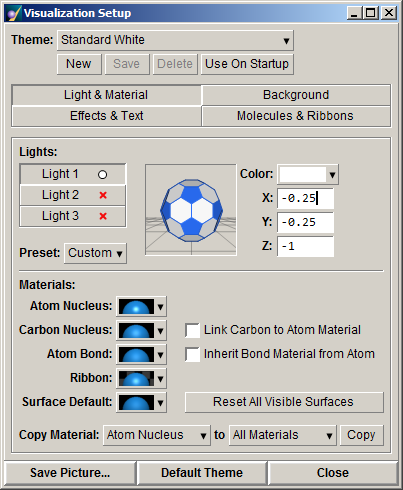 Visualization Setup
Theme: Standard White
New Save Delete Use On Startup
Light & Material Background
Effects & Text Molecules & Ribbons
Lights:
Light 1
Light 2
Light 3
Preset: Custom
Color:
X: -0.25
Y: -0.25
Z: -1
Materials:
Atom Nucleus:
Carbon Nucleus: Link Carbon to Atom Material
Atom Bond: Inherit Bond Material from Atom
Ribbon:
Surface Default: Reset All Visible Surfaces
Copy Material: Atom Nucleus to All Materials Copy
Save Picture... Default Theme Close